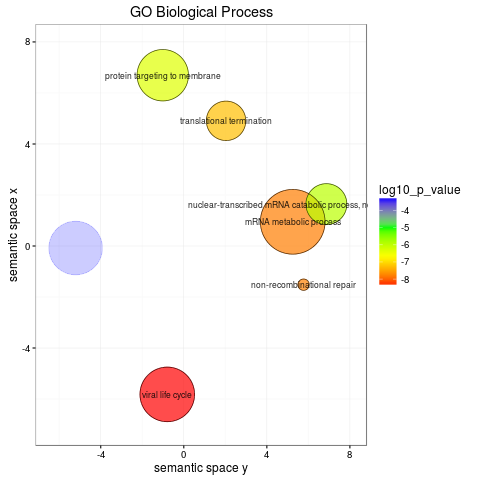 GO Biological Process
8
4
0
-4
-4
0
4
8
semantic space x
semantic space y
protein targeting to membrane
translational termination
nuclear-transcribed mRNA catabolic process, n
mRNA metabolic process
non-recombinational repair
viral life cycle
log10_p_value
-4
-5
-6
-7
-8